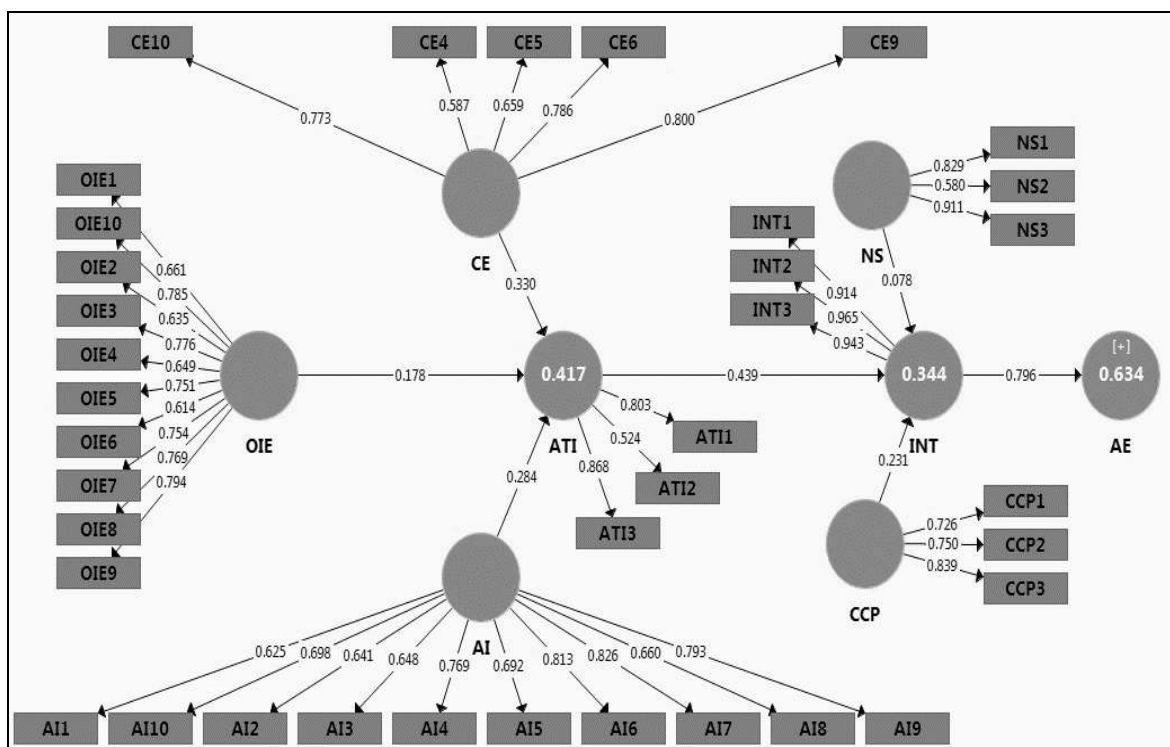 CE10 CE4 CE5 CE6 CE9
0.773 0.587 0.659 0.786 0.800
CE
0.330
OIE1
OIE10
OIE2
OIE3
OIE4
OIE5
OIE6
OIE7
OIE8
OIE9
0.661
0.785
0.635
0.776
0.649
0.751
0.614
0.754
0.769
0.794
OIE
0.178
NS1
NS2
NS3
0.829
0.580
0.911
NS
0.078
INT1
INT2
INT3
0.914
0.965
0.943
0.417
ATI
0.439
0.344
INT
0.796
[+]
0.634
AE
0.803
0.524
0.868
ATI1
ATI2
ATI3
0.284
0.231
CCP1
CCP2
CCP3
0.726
0.750
0.839
CCP
AI
0.625 0.698 0.641 0.648 0.769 0.692 0.813 0.826 0.660 0.793
AI1 AI10 AI2 AI3 AI4 AI5 AI6 AI7 AI8 AI9